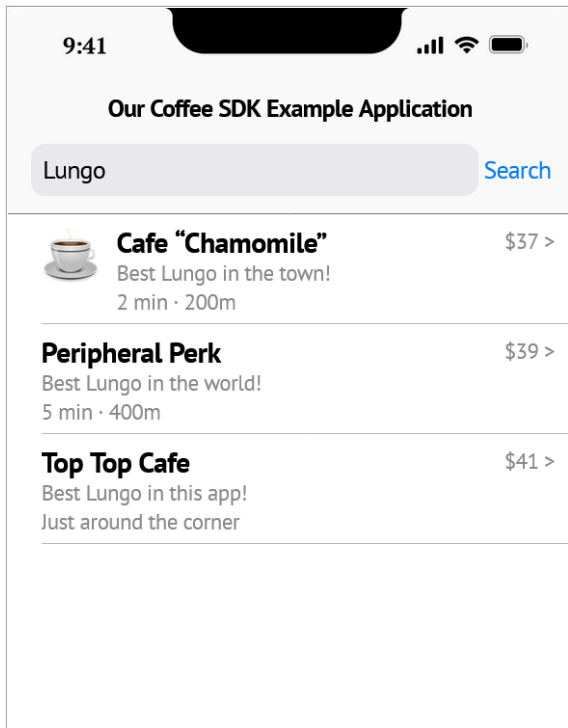 9:41
Our Coffee SDK Example Application
Lungo Search
Cafe “Chamomile” $37 >
Best Lungo in the town!
2 min · 200m
Peripheral Perk $39 >
Best Lungo in the world!
5 min · 400m
Top Top Cafe $41 >
Best Lungo in this app!
Just around the corner